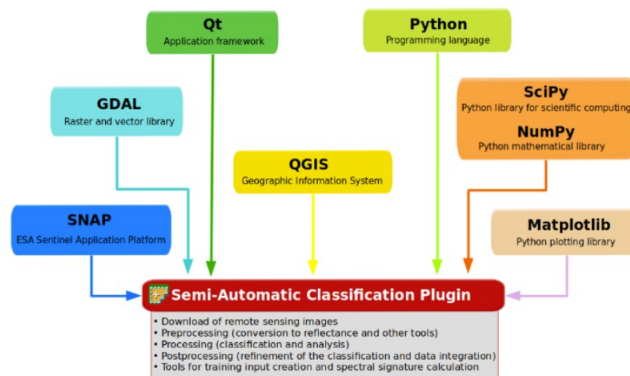 Qt
Application framework
Python
Programming language
GDAL
Raster and vector library
SciPy
Python library for scientific computing
NumPy
Python mathematical library
QGIS
Geographic Information System
SNAP
ESA Sentinel Application Platform
Matplotlib
Python plotting library
Semi-Automatic Classification Plugin
• Download of remote sensing images
• Preprocessing (conversion to reflectance and other tools)
• Processing (classification and analysis)
• Postprocessing (refinement of the classification and data integration)
• Tools for training input creation and spectral signature calculation